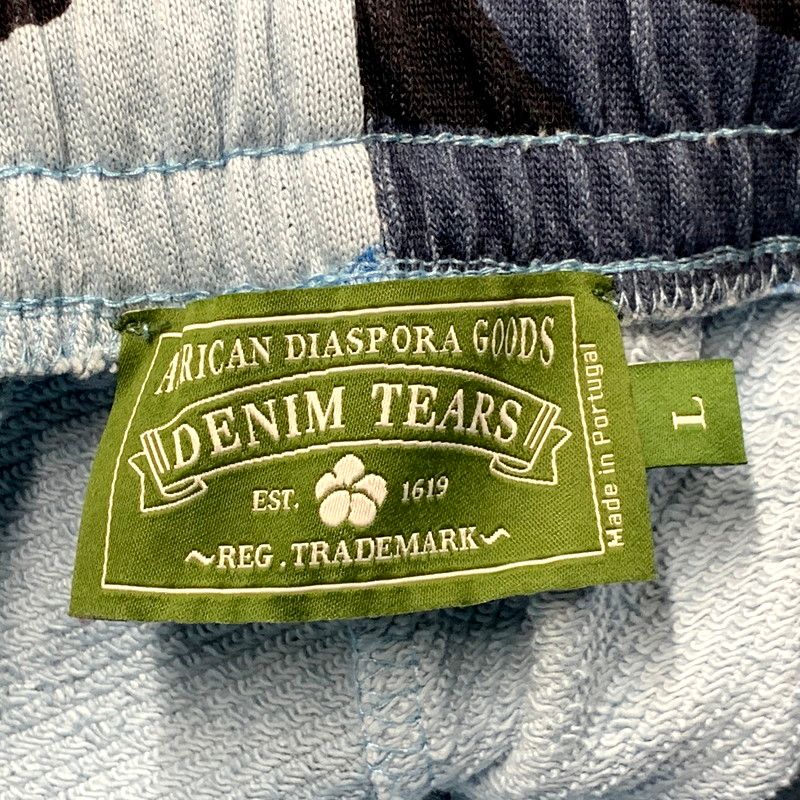 ARICAN DIASPORA GOODS
DENIM TEARS
EST. 1619
~REG. TRADEMARK~
Made in Portugal
L